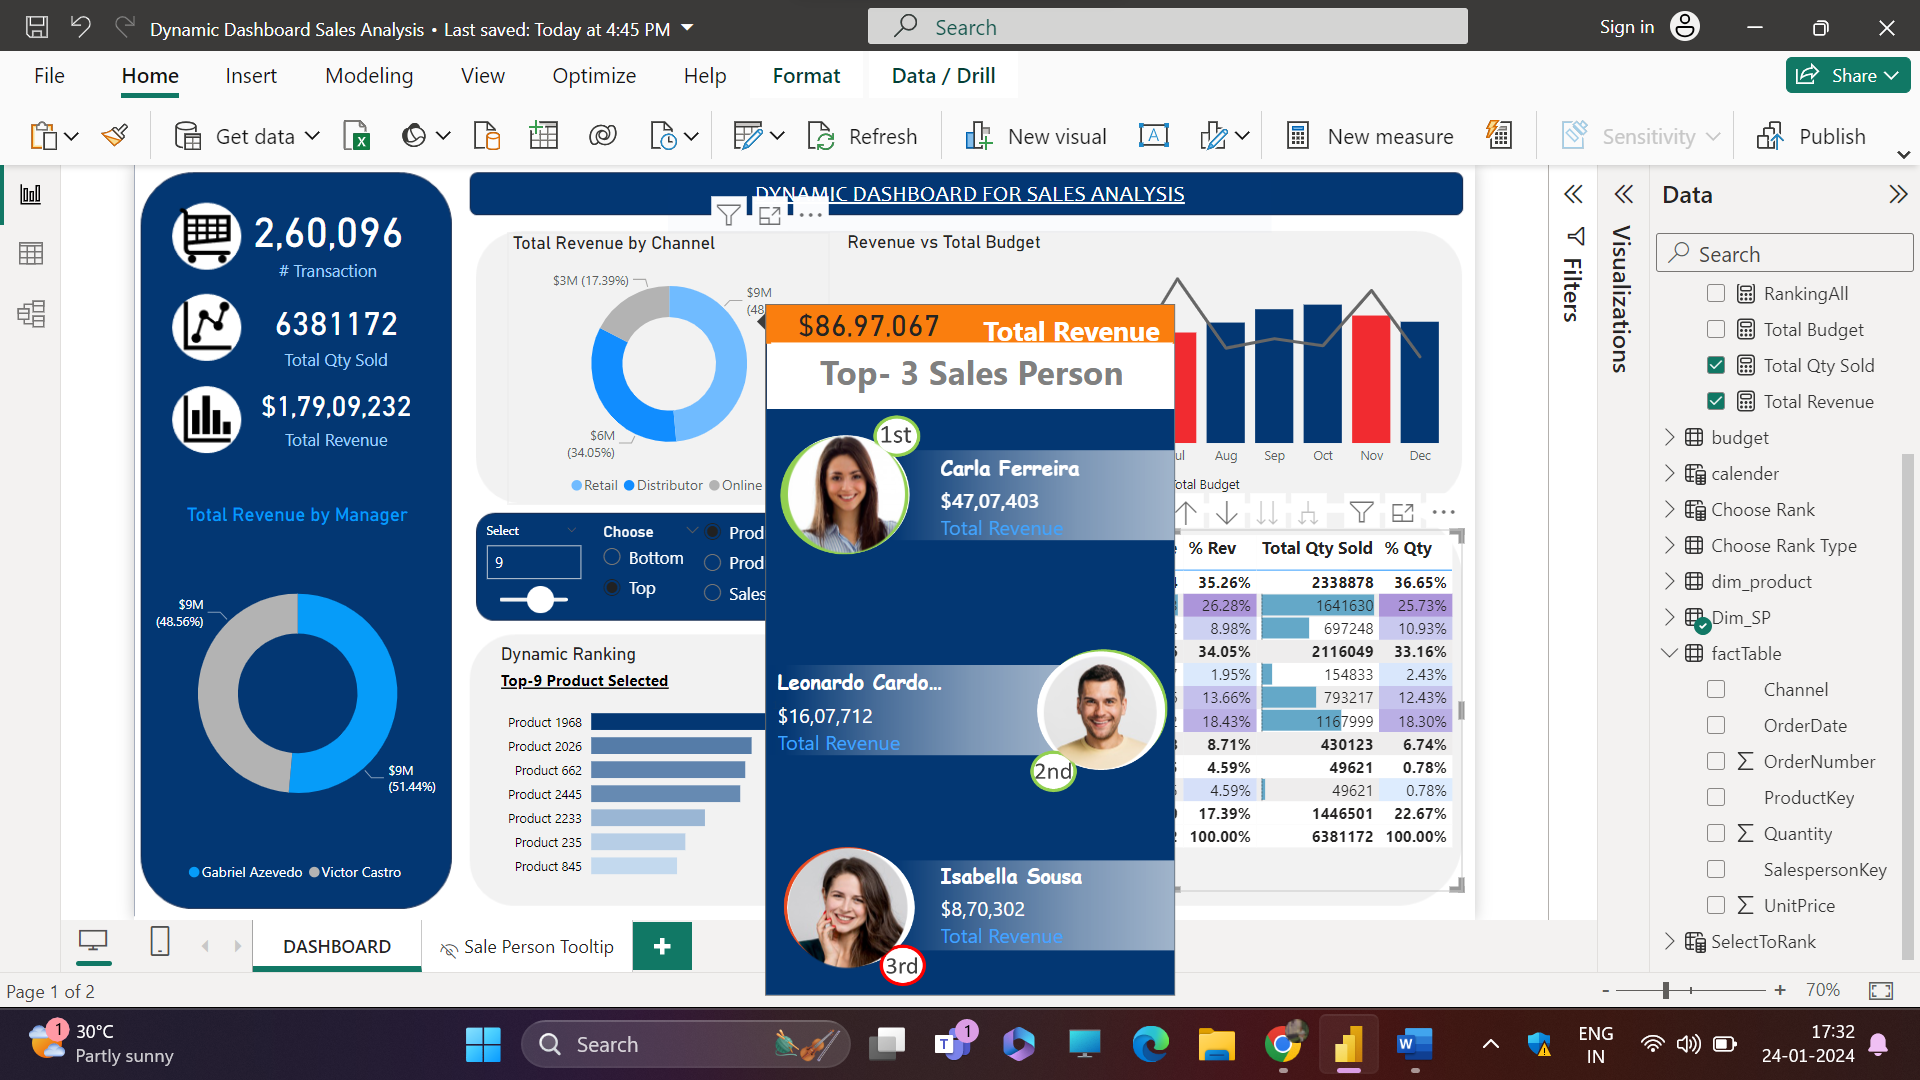 Dynamic Dashboard Sales Analysis • Last saved: Today at 4:45 PM
Search
Sign in
File
Home
Insert
Modeling
View
Optimize
Help
Format
Data / Drill
Share
Get data
Refresh
New visual
New measure
Sensitivity
Publish
DYNAMIC DASHBOARD FOR SALES ANALYSIS
2,60,096
# Transaction
6381172
Total Qty Sold
$1,79,09,232
Total Revenue
Total Revenue by Manager
$9M
(48.56%)
$9M
(51.44%)
Gabriel Azevedo
Victor Castro
Total Revenue by Channel
$3M (17.39%)
$9M
(48
$6M
(34.05%)
Retail
Distributor
Online
Revenue vs Total Budget
ul
Aug
Sep
Oct
Nov
Dec
otal Budget
Select
9
Choose
Bottom
Top
Prod
Prod
Sales
Dynamic Ranking
Top-9 Product Selected
Product 1968
Product 2026
Product 662
Product 2445
Product 2233
Product 235
Product 845
$86,97,067
Total Revenue
Top- 3 Sales Person
1st
Carla Ferreira
$47,07,403
Total Revenue
Leonardo Cardo...
$16,07,712
Total Revenue
2nd
Isabella Sousa
$8,70,302
Total Revenue
3rd
% Rev Total Qty Sold % Qty
35.26% 2338878 36.65%
26.28% 1641630 25.73%
8.98% 697248 10.93%
34.05% 2116049 33.16%
1.95% 154833 2.43%
13.66% 793217 12.43%
18.43% 1167999 18.30%
8.71% 430123 6.74%
4.59% 49621 0.78%
4.59% 49621 0.78%
17.39% 1446501 22.67%
100.00% 6381172 100.00%
Filters
Visualizations
Data
Search
RankingAll
Total Budget
Total Qty Sold
Total Revenue
budget
calender
Choose Rank
Choose Rank Type
dim_product
Dim_SP
factTable
Channel
OrderDate
OrderNumber
ProductKey
Quantity
SalespersonKey
UnitPrice
SelectToRank
DASHBOARD
Sale Person Tooltip
+
Page 1 of 2
- + 70%
1
30°C
Partly sunny
Search
1
ENG
IN
17:32
24-01-2024